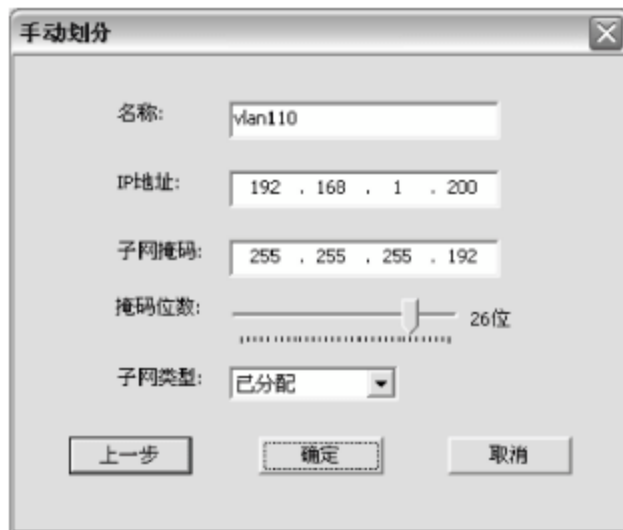 手动划分
名称: vlan110
IP地址: 192 . 168 . 1 . 200
子网掩码: 255 . 255 . 255 . 192
掩码位数: 26位
子网类型: 已分配
上一步 确定 取消